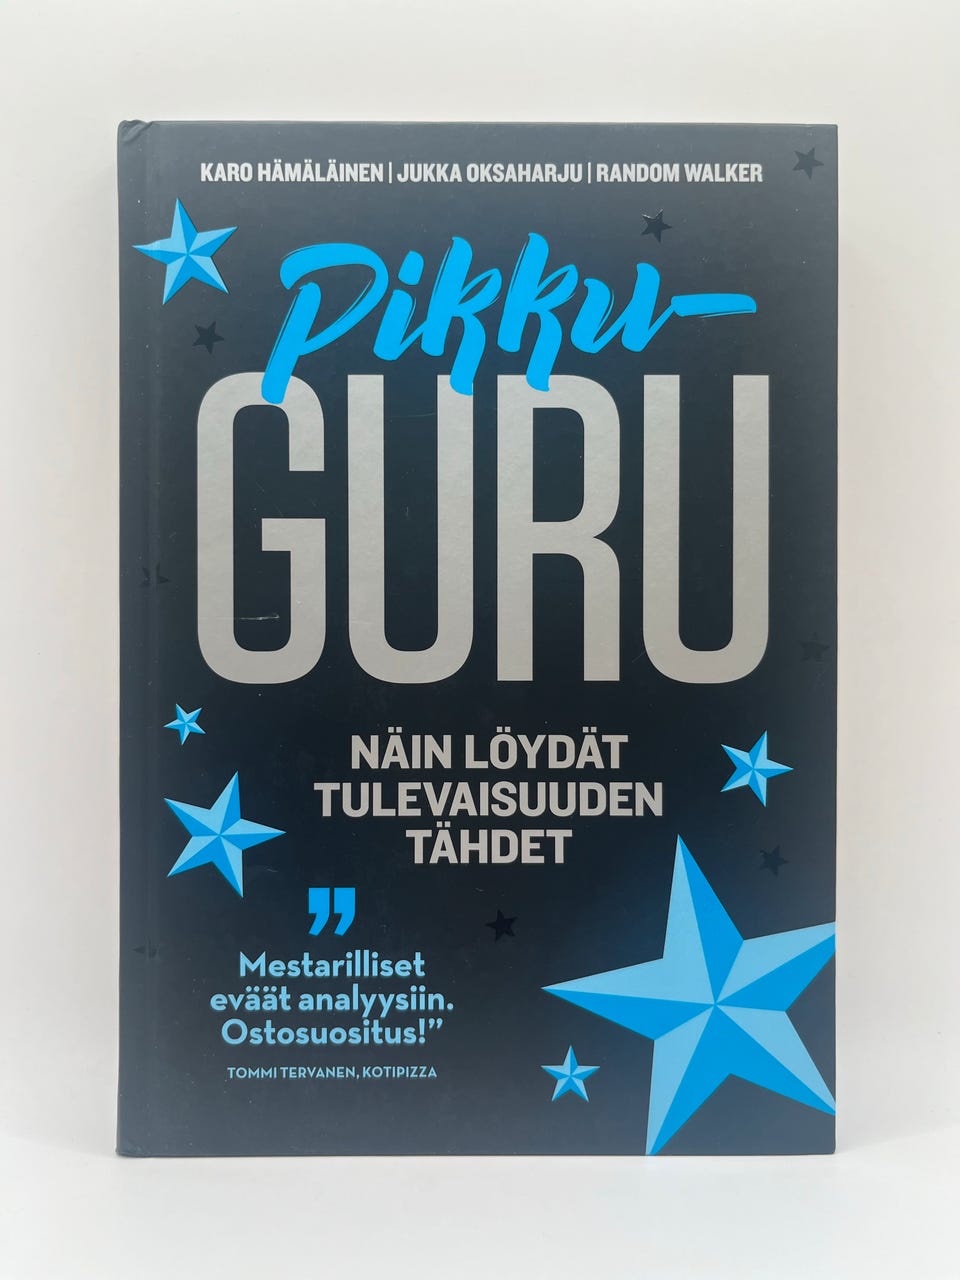 KARO HÄMÄLÄINEN | JUKKA OKSAHARJU | RANDOM WALKER
Pikku-
GURU
NÄIN LÖYDÄT
TULEVAISUUDEN
TÄHDET
”
Mestarilliset
eväät analyysiin.
Ostosuositus!”
TOMMI TERVANEN, KOTIPIZZA